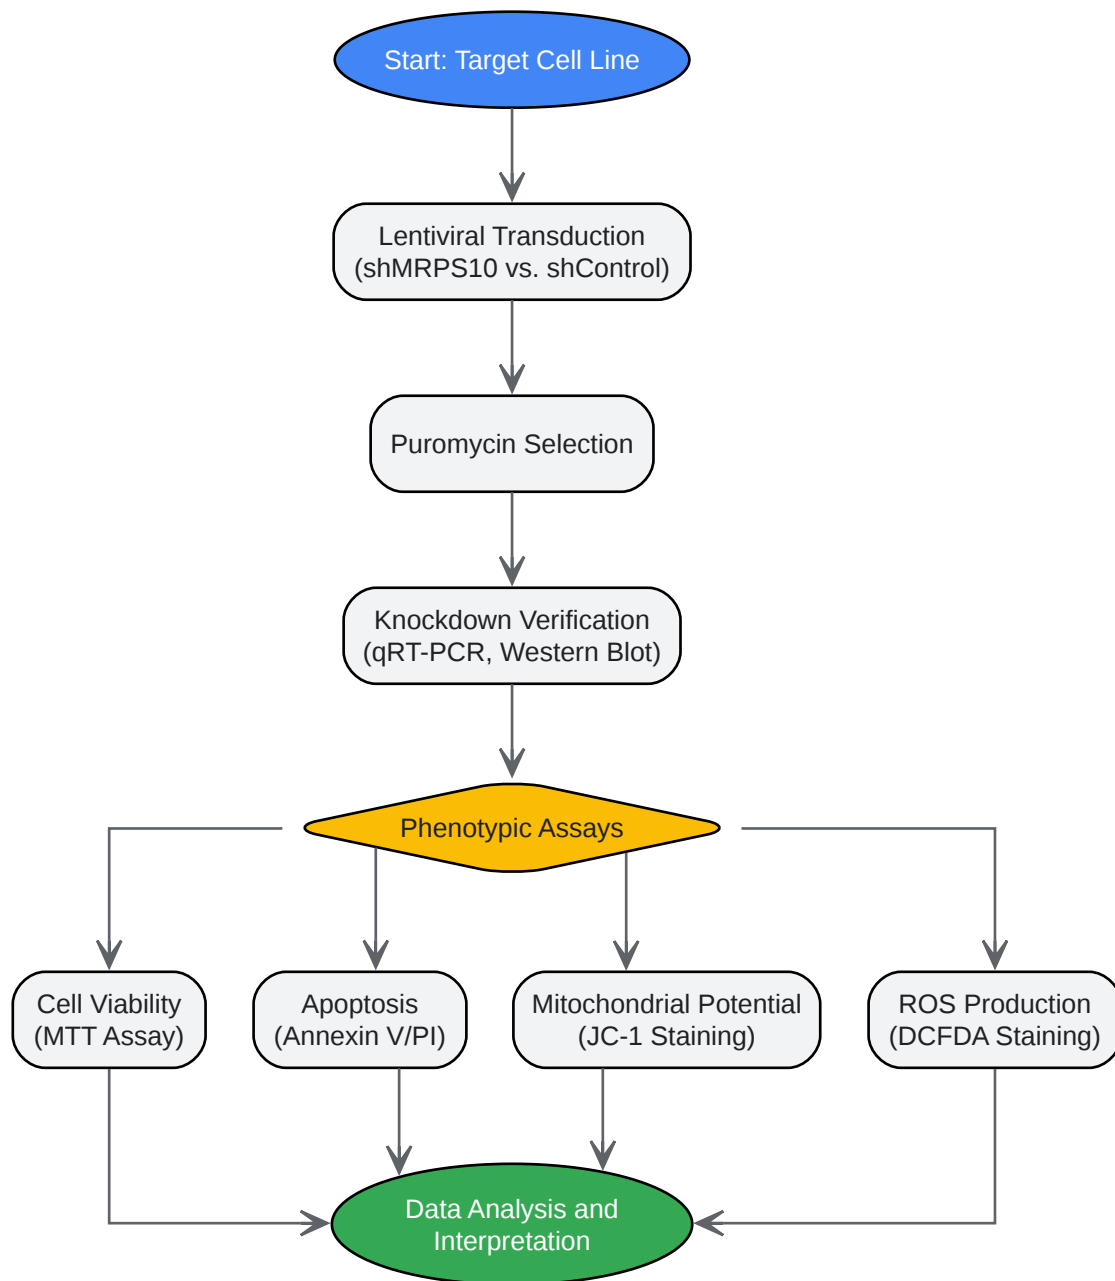 Start: Target Cell Line
Lentiviral Transduction
(shMRPS10 vs. shControl)
Puromycin Selection
Knockdown Verification
(qRT-PCR, Western Blot)
Phenotypic Assays
Cell Viability
(MTT Assay)
Apoptosis
(Annexin V/PI)
Mitochondrial Potential
(JC-1 Staining)
ROS Production
(DCFDA Staining)
Data Analysis and
Interpretation